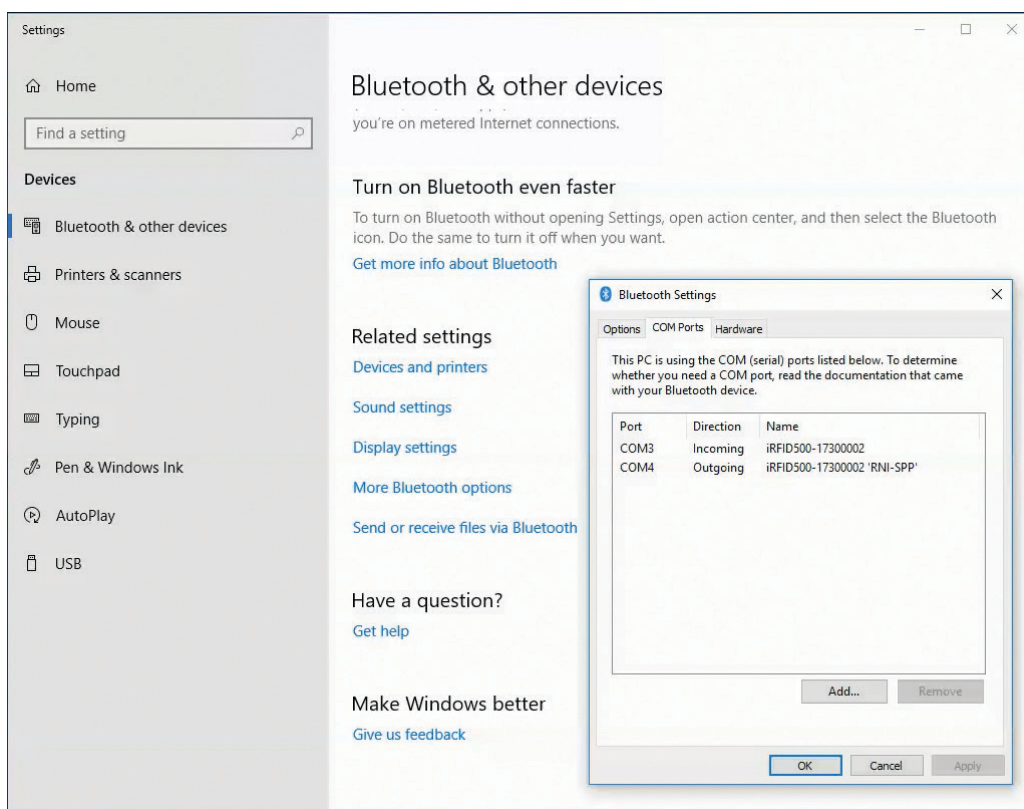 Settings
Home
Find a setting
Devices
Bluetooth & other devices
Printers & scanners
Mouse
Touchpad
Typing
Pen & Windows Ink
AutoPlay
USB
Bluetooth & other devices
you're on metered Internet connections.
Turn on Bluetooth even faster
To turn on Bluetooth without opening Settings, open action center, and then select the Bluetooth
icon. Do the same to turn it off when you want.
Get more info about Bluetooth
Related settings
Devices and printers
Sound settings
Display settings
More Bluetooth options
Send or receive files via Bluetooth
Have a question?
Get help
Make Windows better
Give us feedback
Bluetooth Settings
Options COM Ports Hardware
This PC is using the COM (serial) ports listed below. To determine
whether you need a COM port, read the documentation that came
with your Bluetooth device.
Port Direction Name
COM3 Incoming iRFID500-17300002
COM4 Outgoing iRFID500-17300002 'RNI-SPP'
Add... Remove
OK Cancel Apply